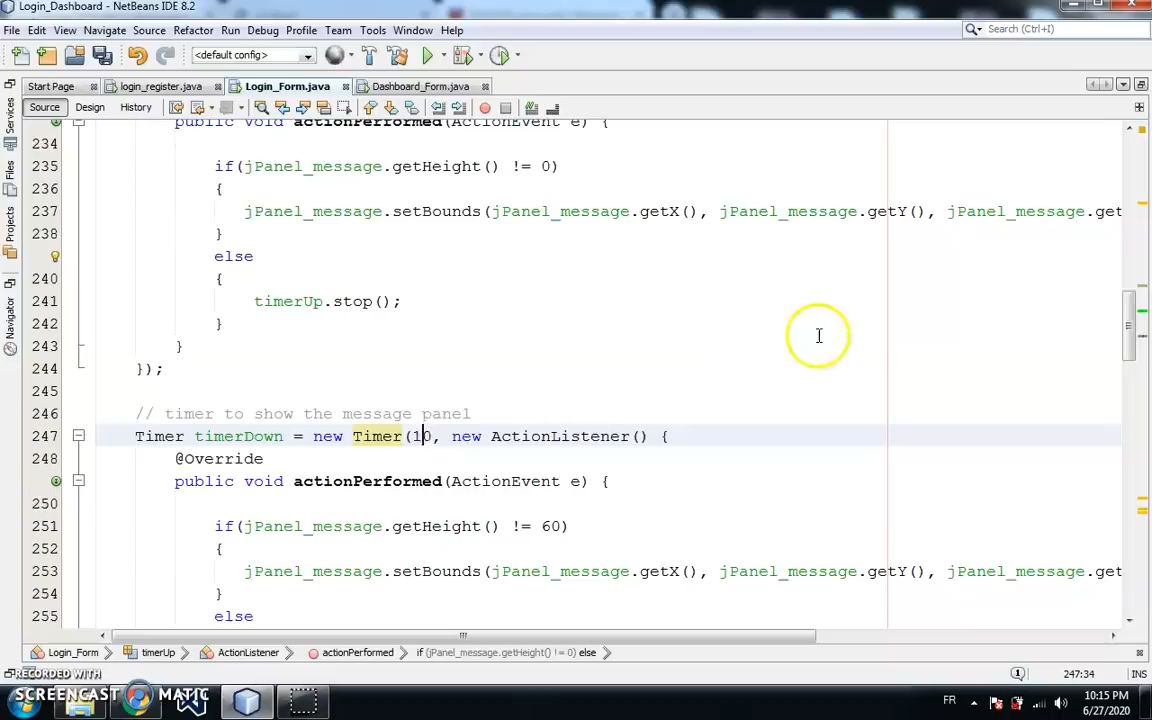 Login_Dashboard - NetBeans IDE 8.2
File Edit View Navigate Source Refactor Run Debug Profile Team Tools Window Help
Search (Ctrl+I)
<default config>
Start Page login_register.java Login_Form.java Dashboard_Form.java
Source Design History
Services
Files
Projects
Navigator
public void actionPerformed(ActionEvent e) {
234
235 if(jPanel_message.getHeight() != 0)
236 {
237 jPanel_message.setBounds(jPanel_message.getX(), jPanel_message.getY(), jPanel_message.get
238 }
else
240 {
241 timerUp.stop();
242 }
243 }
244 });
245
246 // timer to show the message panel
247 Timer timerDown = new Timer(10, new ActionListener() {
248 @Override
public void actionPerformed(ActionEvent e) {
250
251 if(jPanel_message.getHeight() != 60)
252 {
253 jPanel_message.setBounds(jPanel_message.getX(), jPanel_message.getY(), jPanel_message.get
254 }
255 else
Login_Form timerUp ActionListener actionPerformed if (jPanel_message.getHeight() != 0) else
1 247:34 INS
RECORDED WITH
SCREENCAST MATIC
FR
10:15 PM
6/27/2020